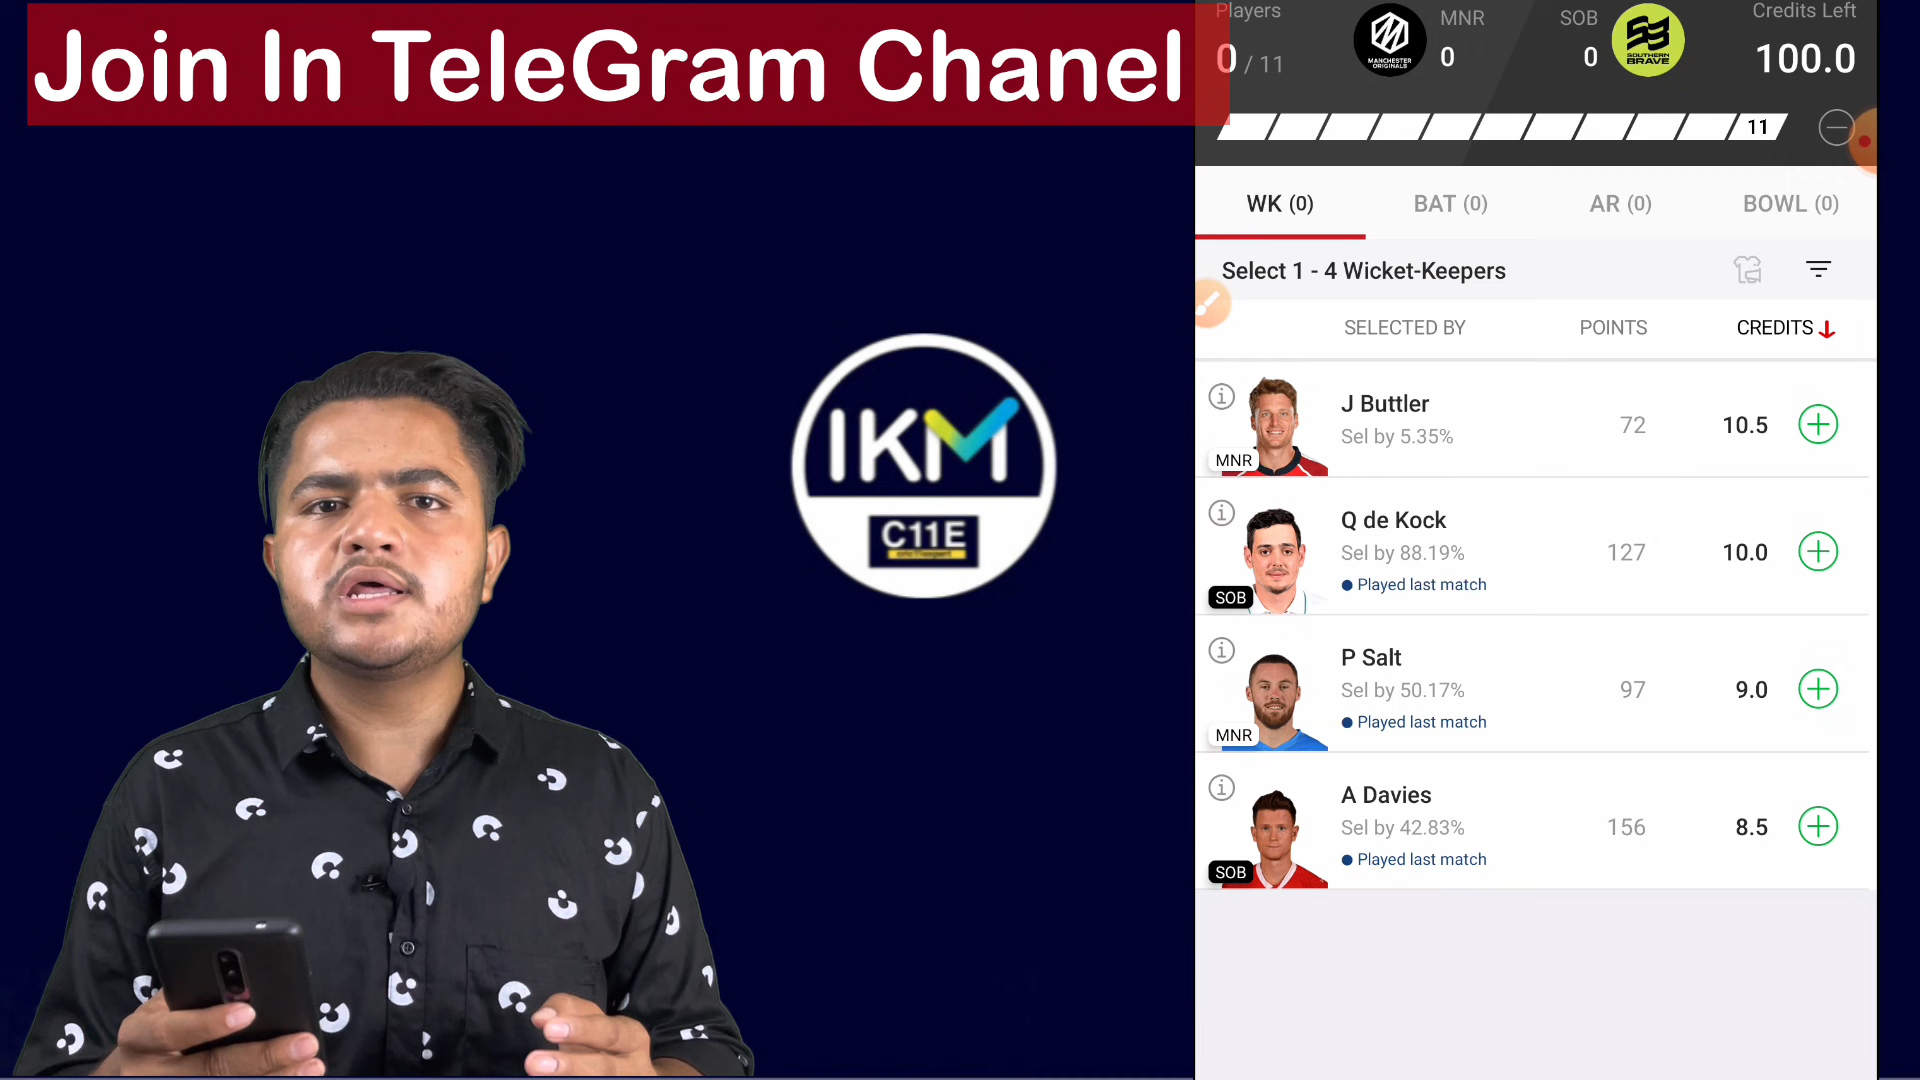 Join In TeleGram Chanel
Players
0 / 11
MANCHESTER
ORIGINALS
MNR
0
SOB
0
SOUTHERN
BRAVE
Credits Left
100.0
11
WK (0)
BAT (0)
AR (0)
BOWL (0)
Select 1 - 4 Wicket-Keepers
SELECTED BY
POINTS
CREDITS
J Buttler
Sel by 5.35%
MNR
72
10.5
Q de Kock
Sel by 88.19%
Played last match
SOB
127
10.0
P Salt
Sel by 50.17%
Played last match
MNR
97
9.0
A Davies
Sel by 42.83%
Played last match
SOB
156
8.5
IKM
C11E